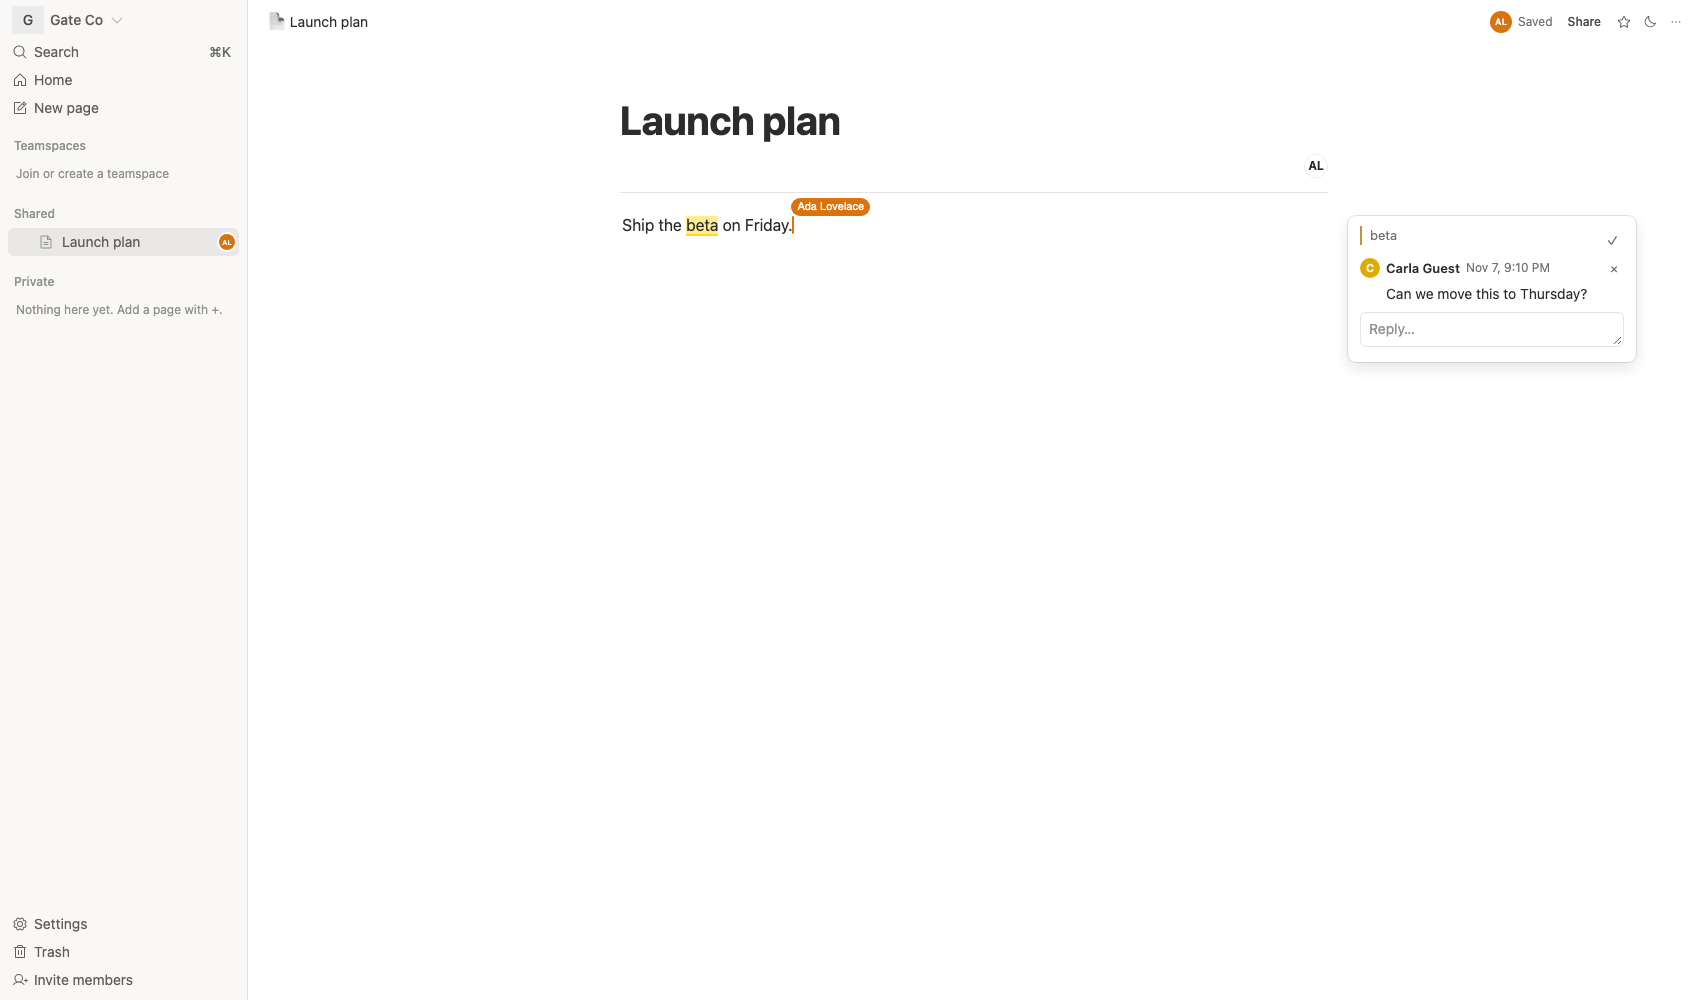 G Gate Co
Search ⌘K
Home
New page
Teamspaces
Join or create a teamspace
Shared
Launch plan AL
Private
Nothing here yet. Add a page with +.
Settings
Trash
Invite members
Launch plan
AL Saved Share
Launch plan
AL
Ada Lovelace
Ship the beta on Friday.
beta
C Carla Guest Nov 7, 9:10 PM
Can we move this to Thursday?
Reply...